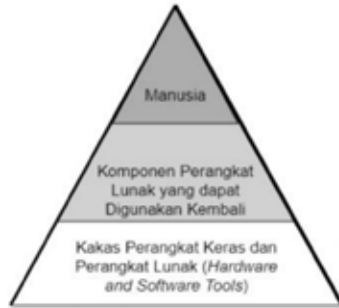 Manusia
Komponen Perangkat
Lunak yang dapat
Digunakan Kembali
Kakas Perangkat Keras dan
Perangkat Lunak (Hardware
and Software Tools)